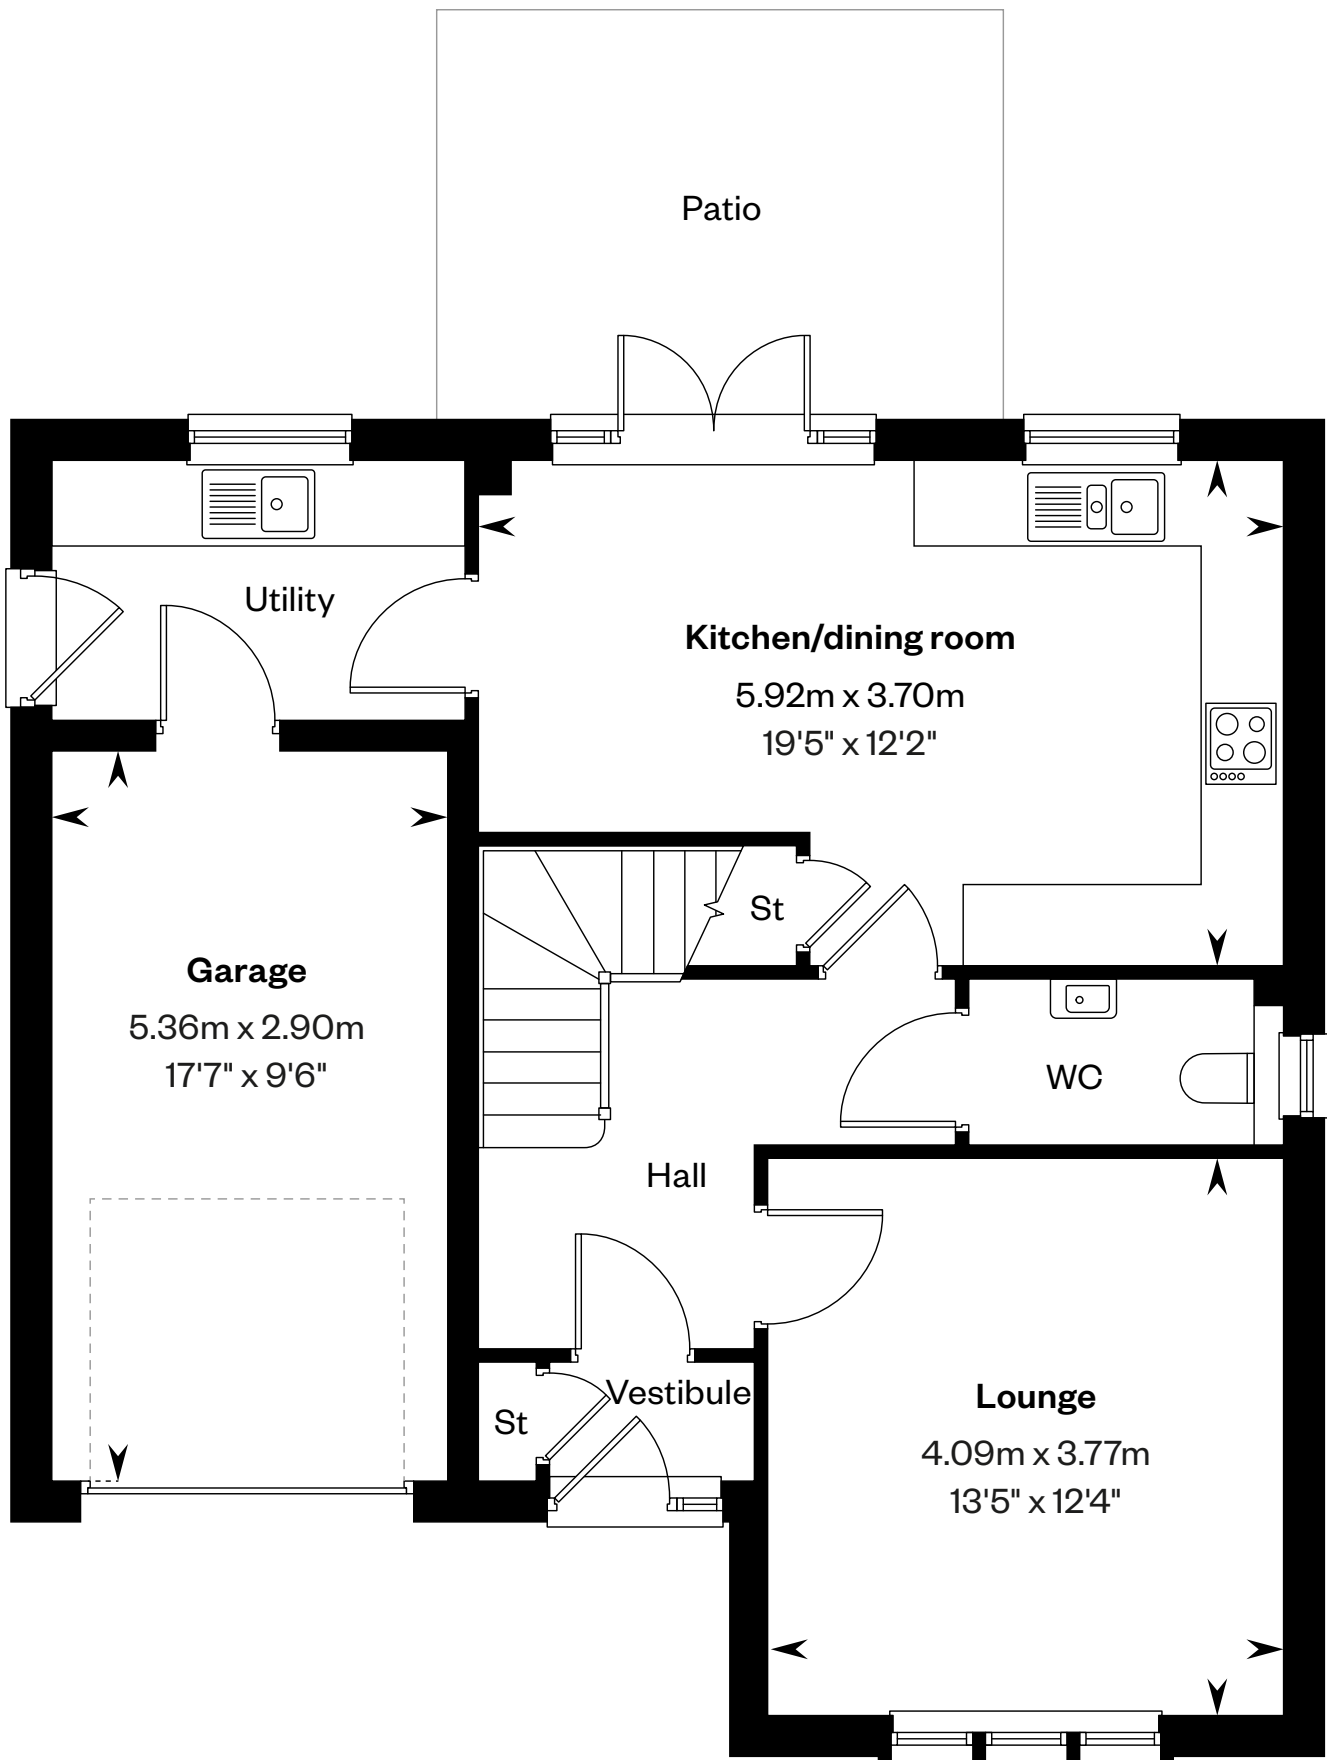 Patio
Utility
Kitchen/dining room
5.92m x 3.70m
19'5" x 12'2"
St
Garage
5.36m x 2.90m
17'7" x 9'6"
WC
Hall
Vestibule
St
Lounge
4.09m x 3.77m
13'5" x 12'4"